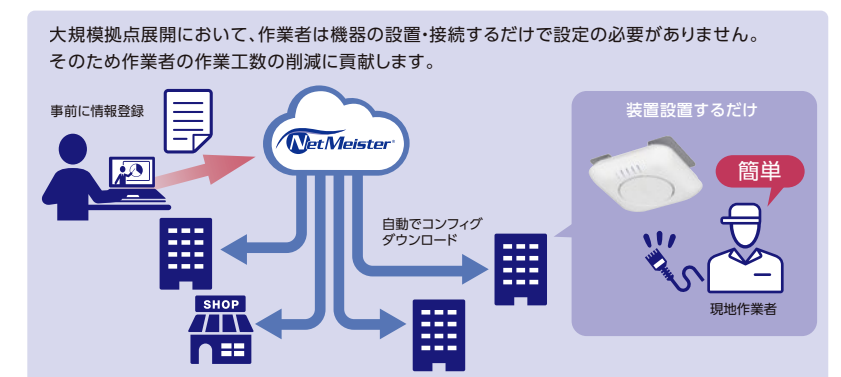 大規模拠点展開において、作業者は機器の設置・接続するだけで設定の必要がありません。
そのため作業者の作業工数の削減に貢献します。
事前に情報登録
NetMeister®
装置設置するだけ
簡単
自動でコンフィグ
ダウンロード
SHOP
現地作業者